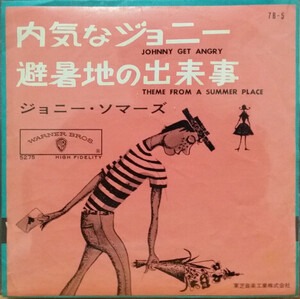 78-S
内気なジョニー
JOHNNY GET ANGRY
避暑地の出来事
THEME FROM A SUMMER PLACE
ジョニー・ソマーズ
WARNER BROS.
HIGH FIDELITY
東芝音楽工業株式会社